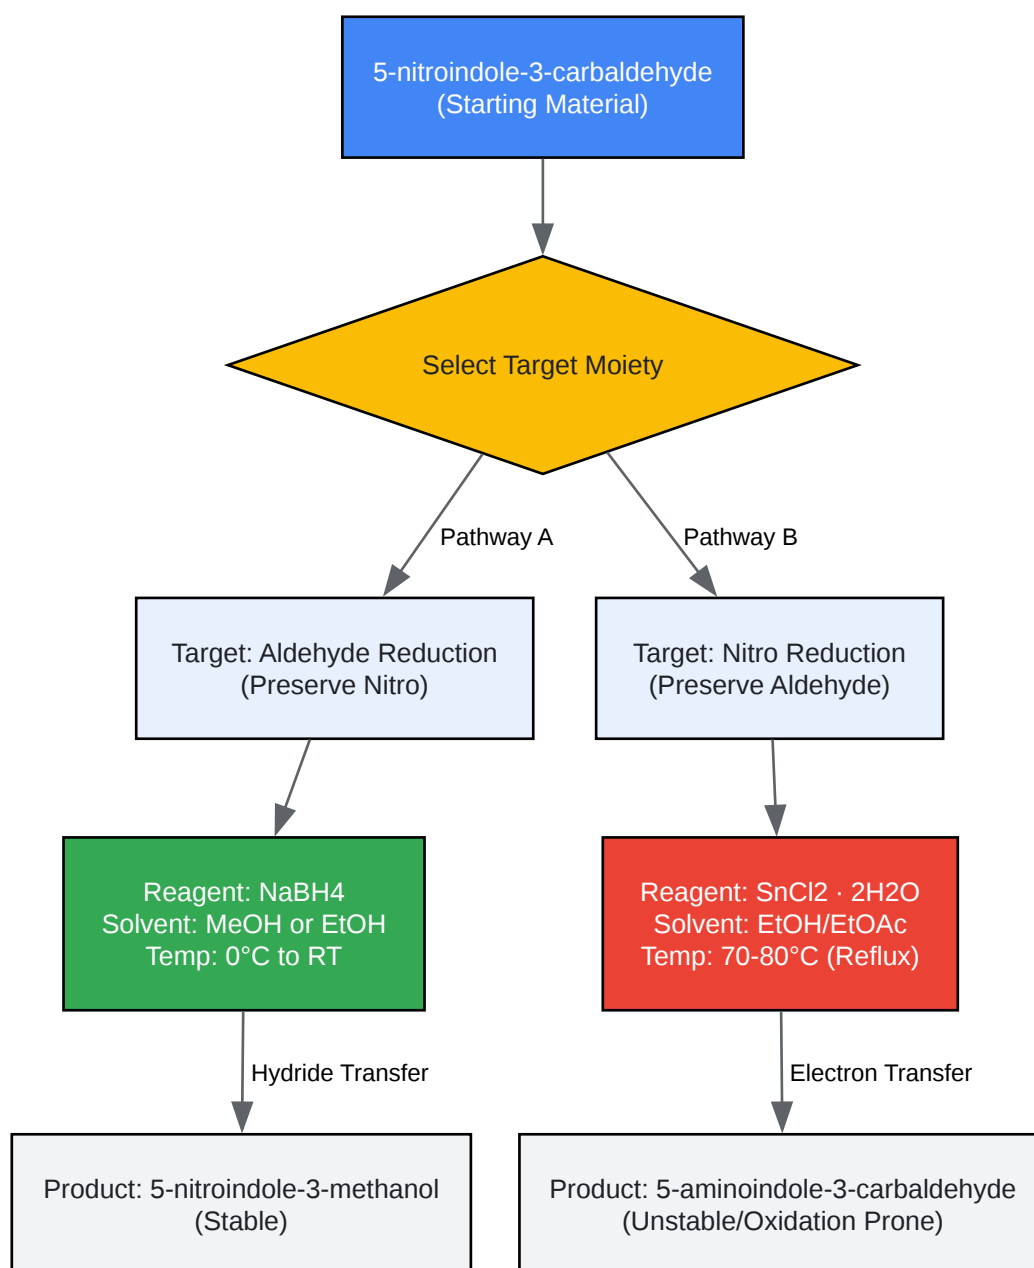 5-nitroindole-3-carbaldehyde
(Starting Material)
Select Target Moiety
Pathway A
Pathway B
Target: Aldehyde Reduction
(Preserve Nitro)
Target: Nitro Reduction
(Preserve Aldehyde)
Reagent: NaBH4
Solvent: MeOH or EtOH
Temp: 0°C to RT
Reagent: SnCl2 · 2H2O
Solvent: EtOH/EtOAc
Temp: 70-80°C (Reflux)
Hydride Transfer
Electron Transfer
Product: 5-nitroindole-3-methanol
(Stable)
Product: 5-aminoindole-3-carbaldehyde
(Unstable/Oxidation Prone)